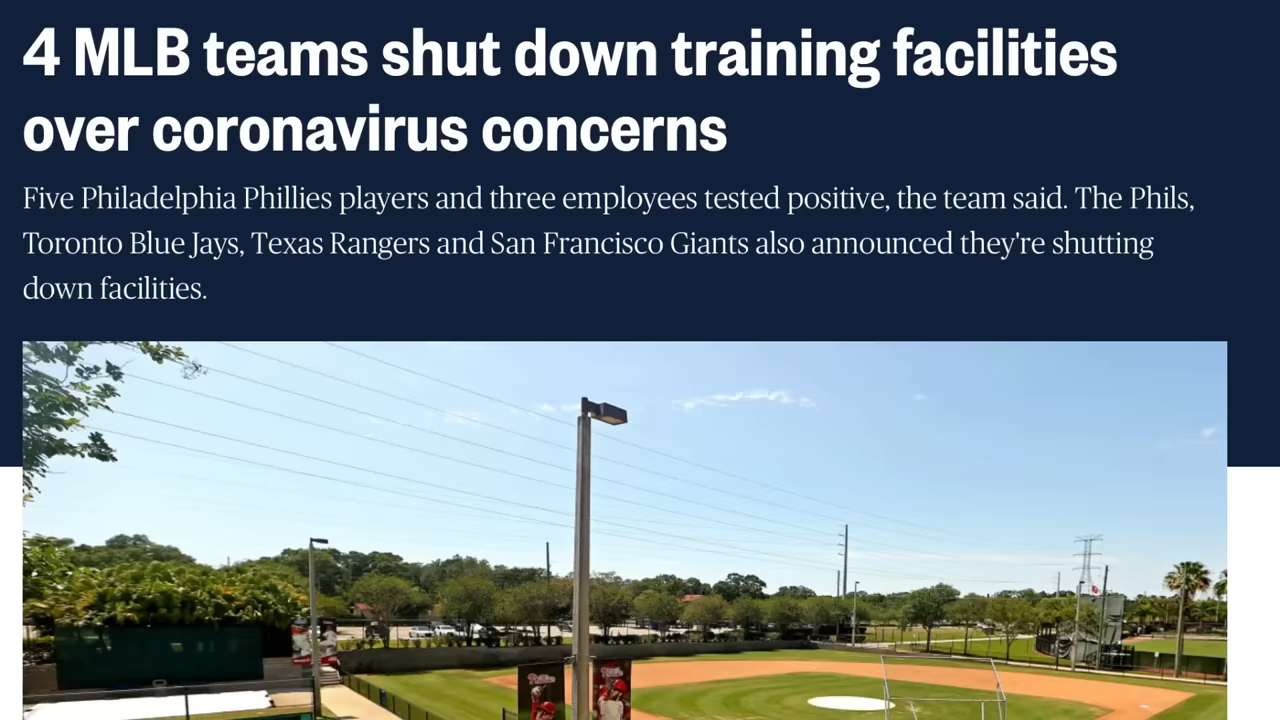 4 MLB teams shut down training facilities
over coronavirus concerns
Five Philadelphia Phillies players and three employees tested positive, the team said. The Phils,
Toronto Blue Jays, Texas Rangers and San Francisco Giants also announced they're shutting
down facilities.
Phillies
Phillies